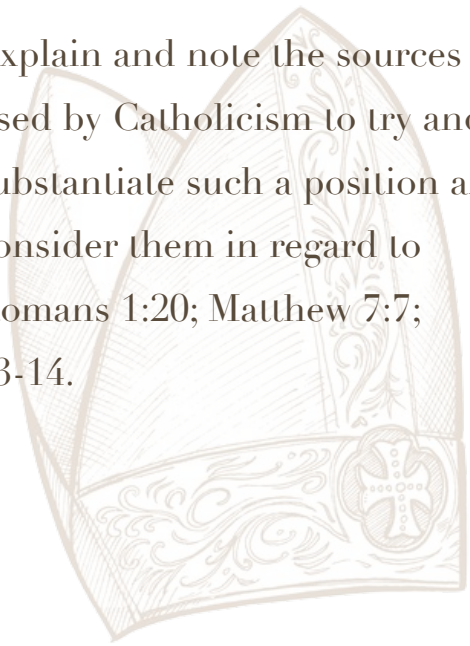 xplain and note the sources
sed by Catholicism to try and
ubstantiate such a position a
onsider them in regard to
omans 1:20; Matthew 7:7;
3-14.